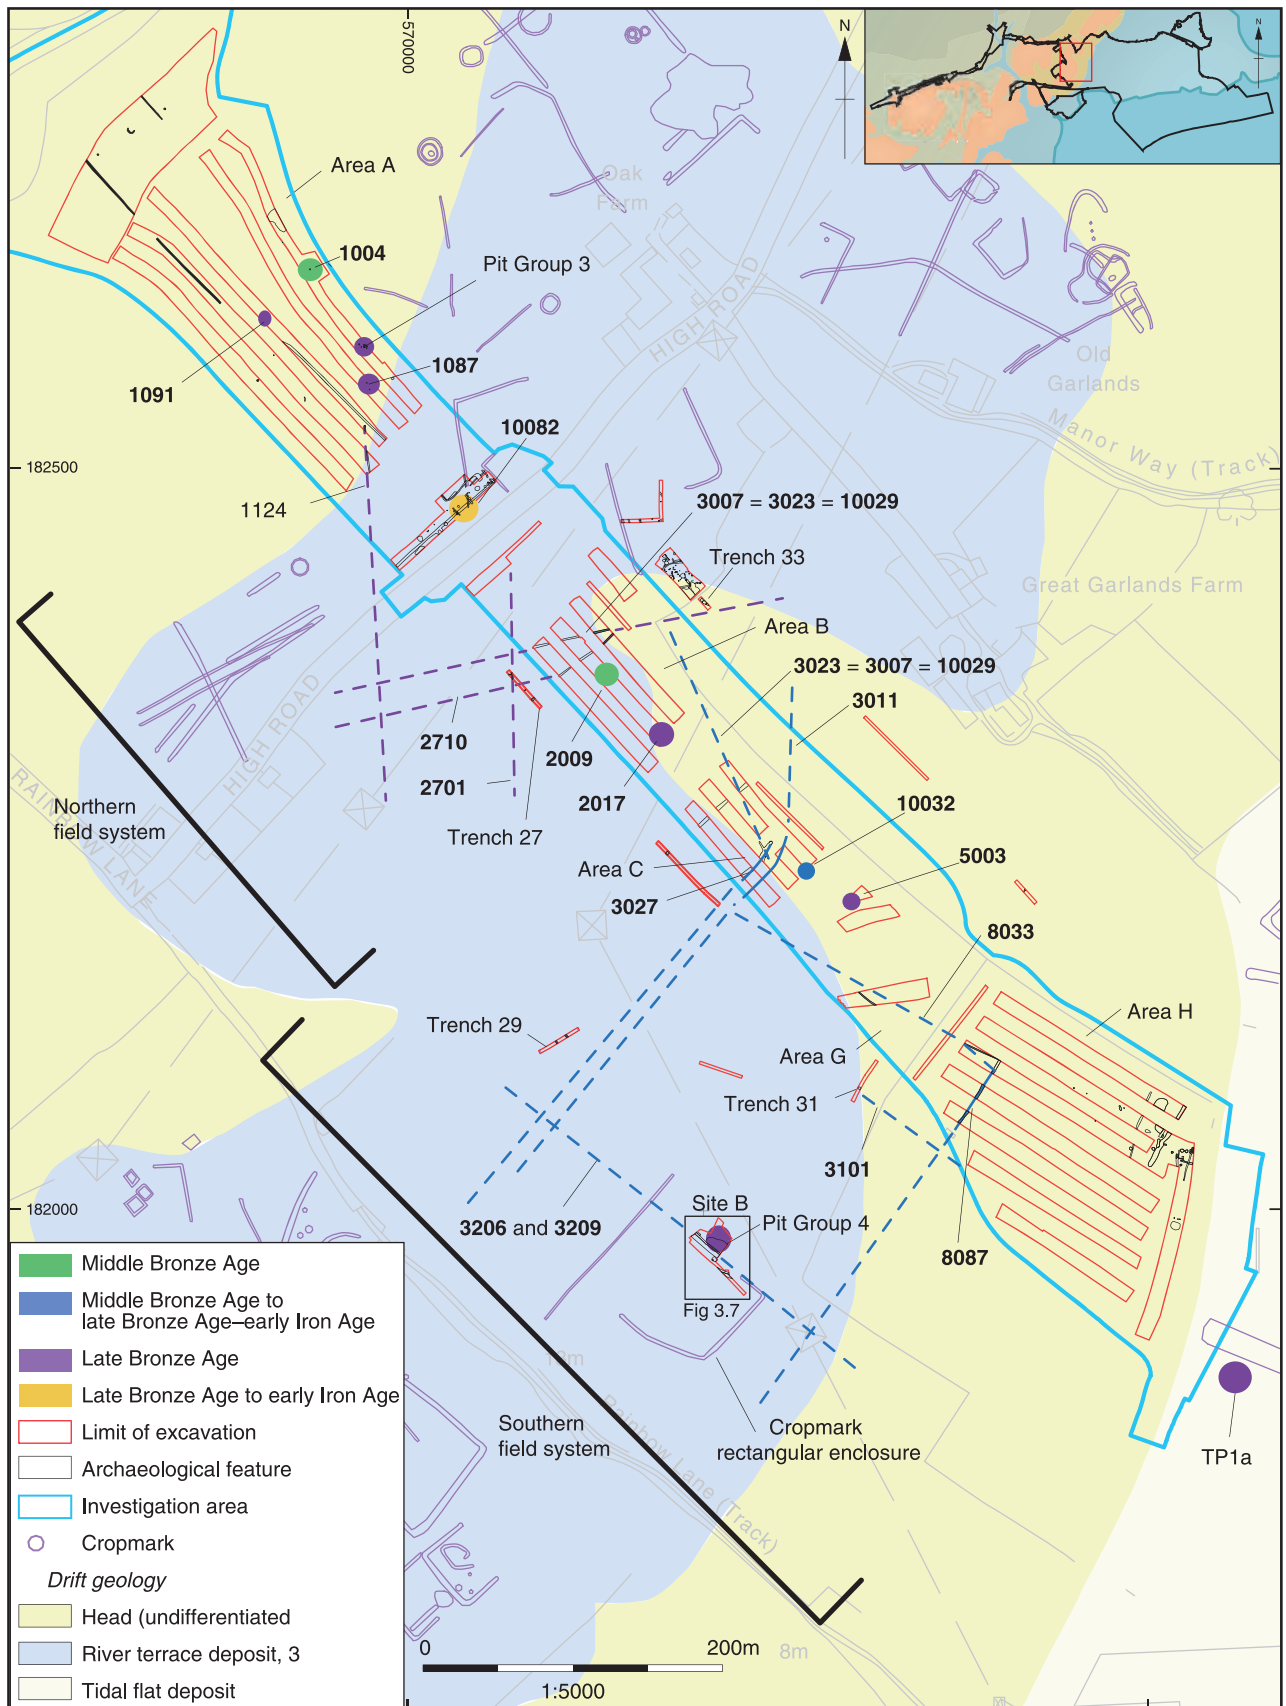 570000
N
N
Area A
Oak
Farm
1004
Pit Group 3
HIGH ROAD
1087
1091
Old
Garlands
Manor Way (Track)
10082
182500
1124
3007 = 3023 = 10029
Trench 33
Great Garlands Farm
Area B
3023 = 3007 = 10029
3011
HIGH ROAD
2710
2009
2701
2017
RAINBOW LANE
Northern
field system
Trench 27
10032
Area C
5003
3027
8033
Area H
Trench 29
Area G
Trench 31
3101
182000
Site B
3206 and 3209
Pit Group 4
8087
Fig 3.7
Southern
field system
Rainbow Lane (Track)
Cropmark
rectangular enclosure
TP1a
Middle Bronze Age
Middle Bronze Age to
late Bronze Age–early Iron Age
Late Bronze Age
Late Bronze Age to early Iron Age
Limit of excavation
Archaeological feature
Investigation area
Cropmark
Drift geology
Head (undifferentiated
River terrace deposit, 3
Tidal flat deposit
0
200m
8m
1:5000